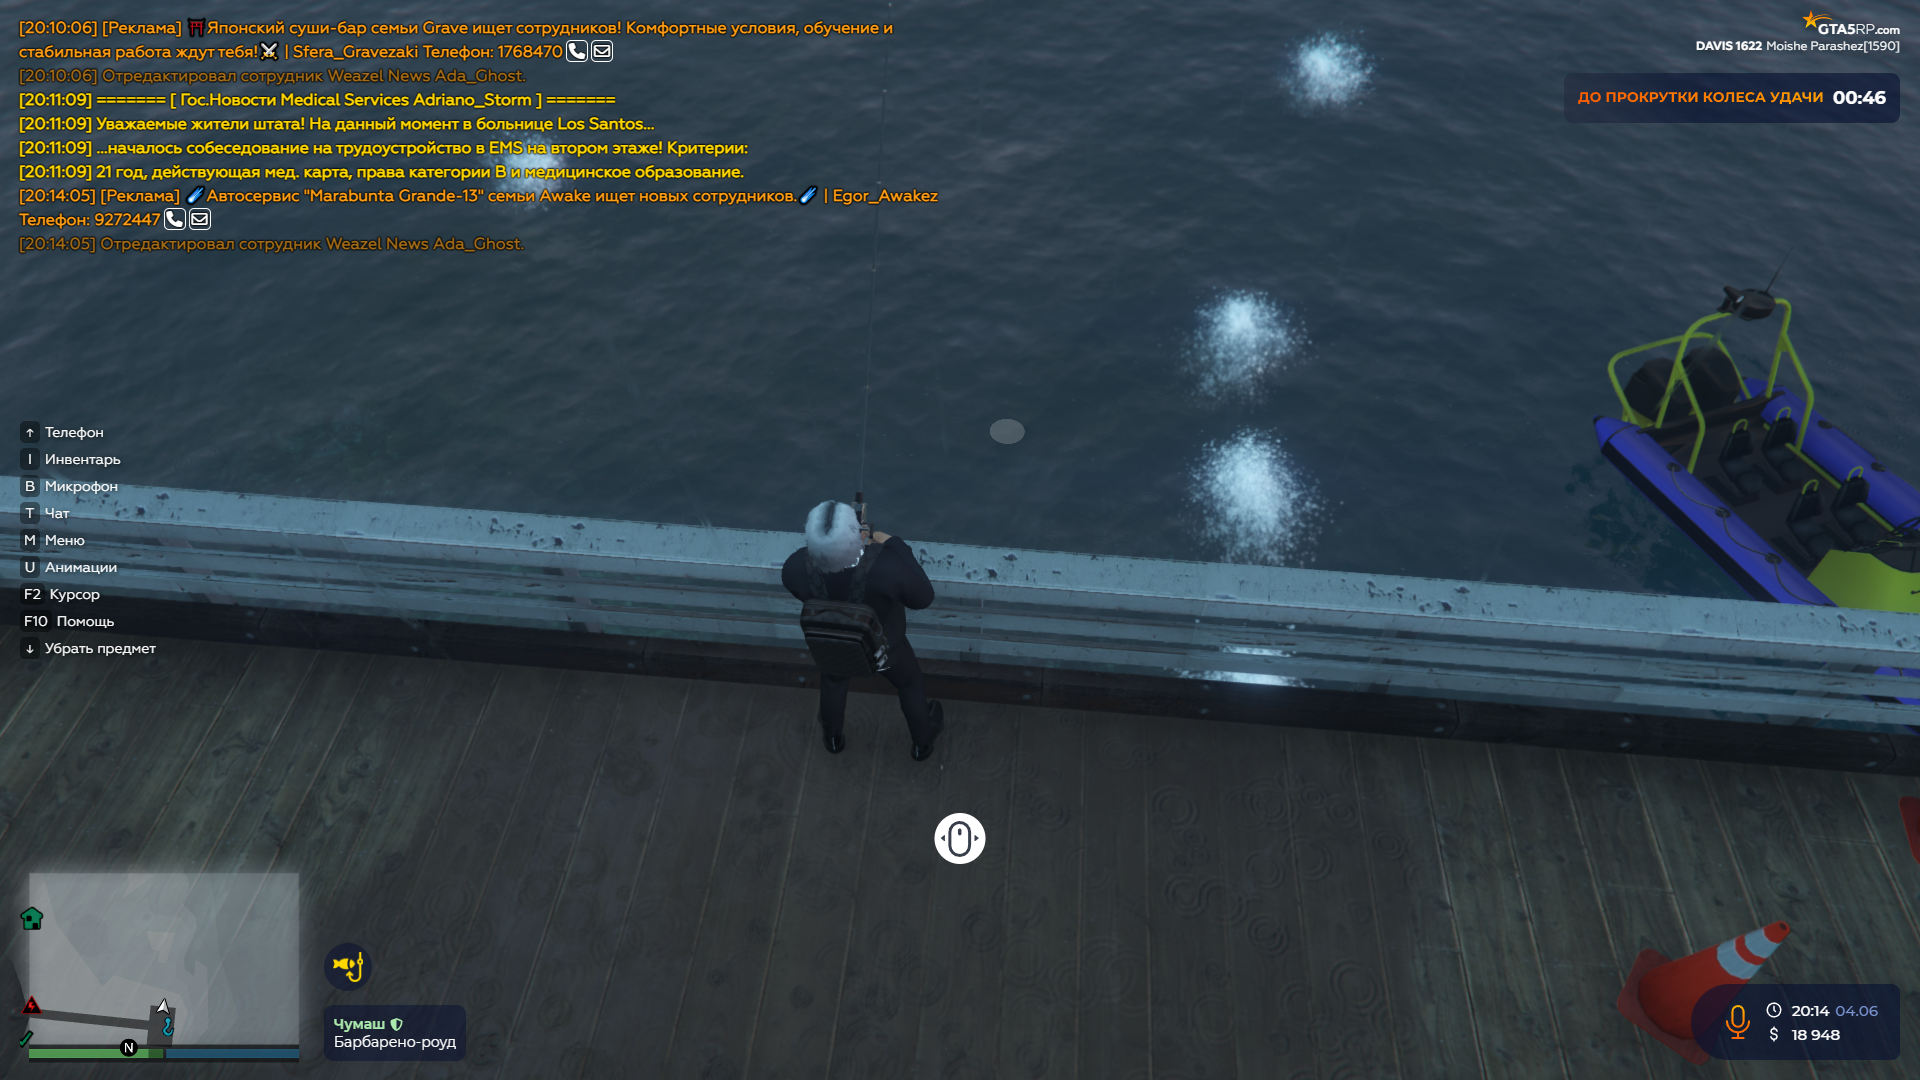 [20:10:06] [Реклама] Японский суши-бар семьи Grave ищет сотрудников! Комфортные условия, обучение и
стабильная работа ждут тебя! | Sfera_Gravezaki Телефон: 1768470
[20:10:06] Отредактировал сотрудник Weazel News Ada_Ghost.
[20:11:09] ======= [ Гос.Новости Medical Services Adriano_Storm ] =======
[20:11:09] Уважаемые жители штата! На данный момент в больнице Los Santos...
[20:11:09] ...началось собеседование на трудоустройство в EMS на втором этаже! Критерии:
[20:11:09] 21 год, действующая мед. карта, права категории B и медицинское образование.
[20:14:05] [Реклама] Автосервис "Marabunta Grande-13" семьи Awake ищет новых сотрудников. | Egor_Awakez
Телефон: 9272447
[20:14:05] Отредактировал сотрудник Weazel News Ada_Ghost.
GTA5RP.com
DAVIS 1622 Moishe Parashez[1590]
ДО ПРОКРУТКИ КОЛЕСА УДАЧИ 00:46
↑ Телефон
I Инвентарь
B Микрофон
T Чат
M Меню
U Анимации
F2 Курсор
F10 Помощь
↓ Убрать предмет
N
Чумаш
Барбарено-роуд
20:14 04.06
$ 18 948